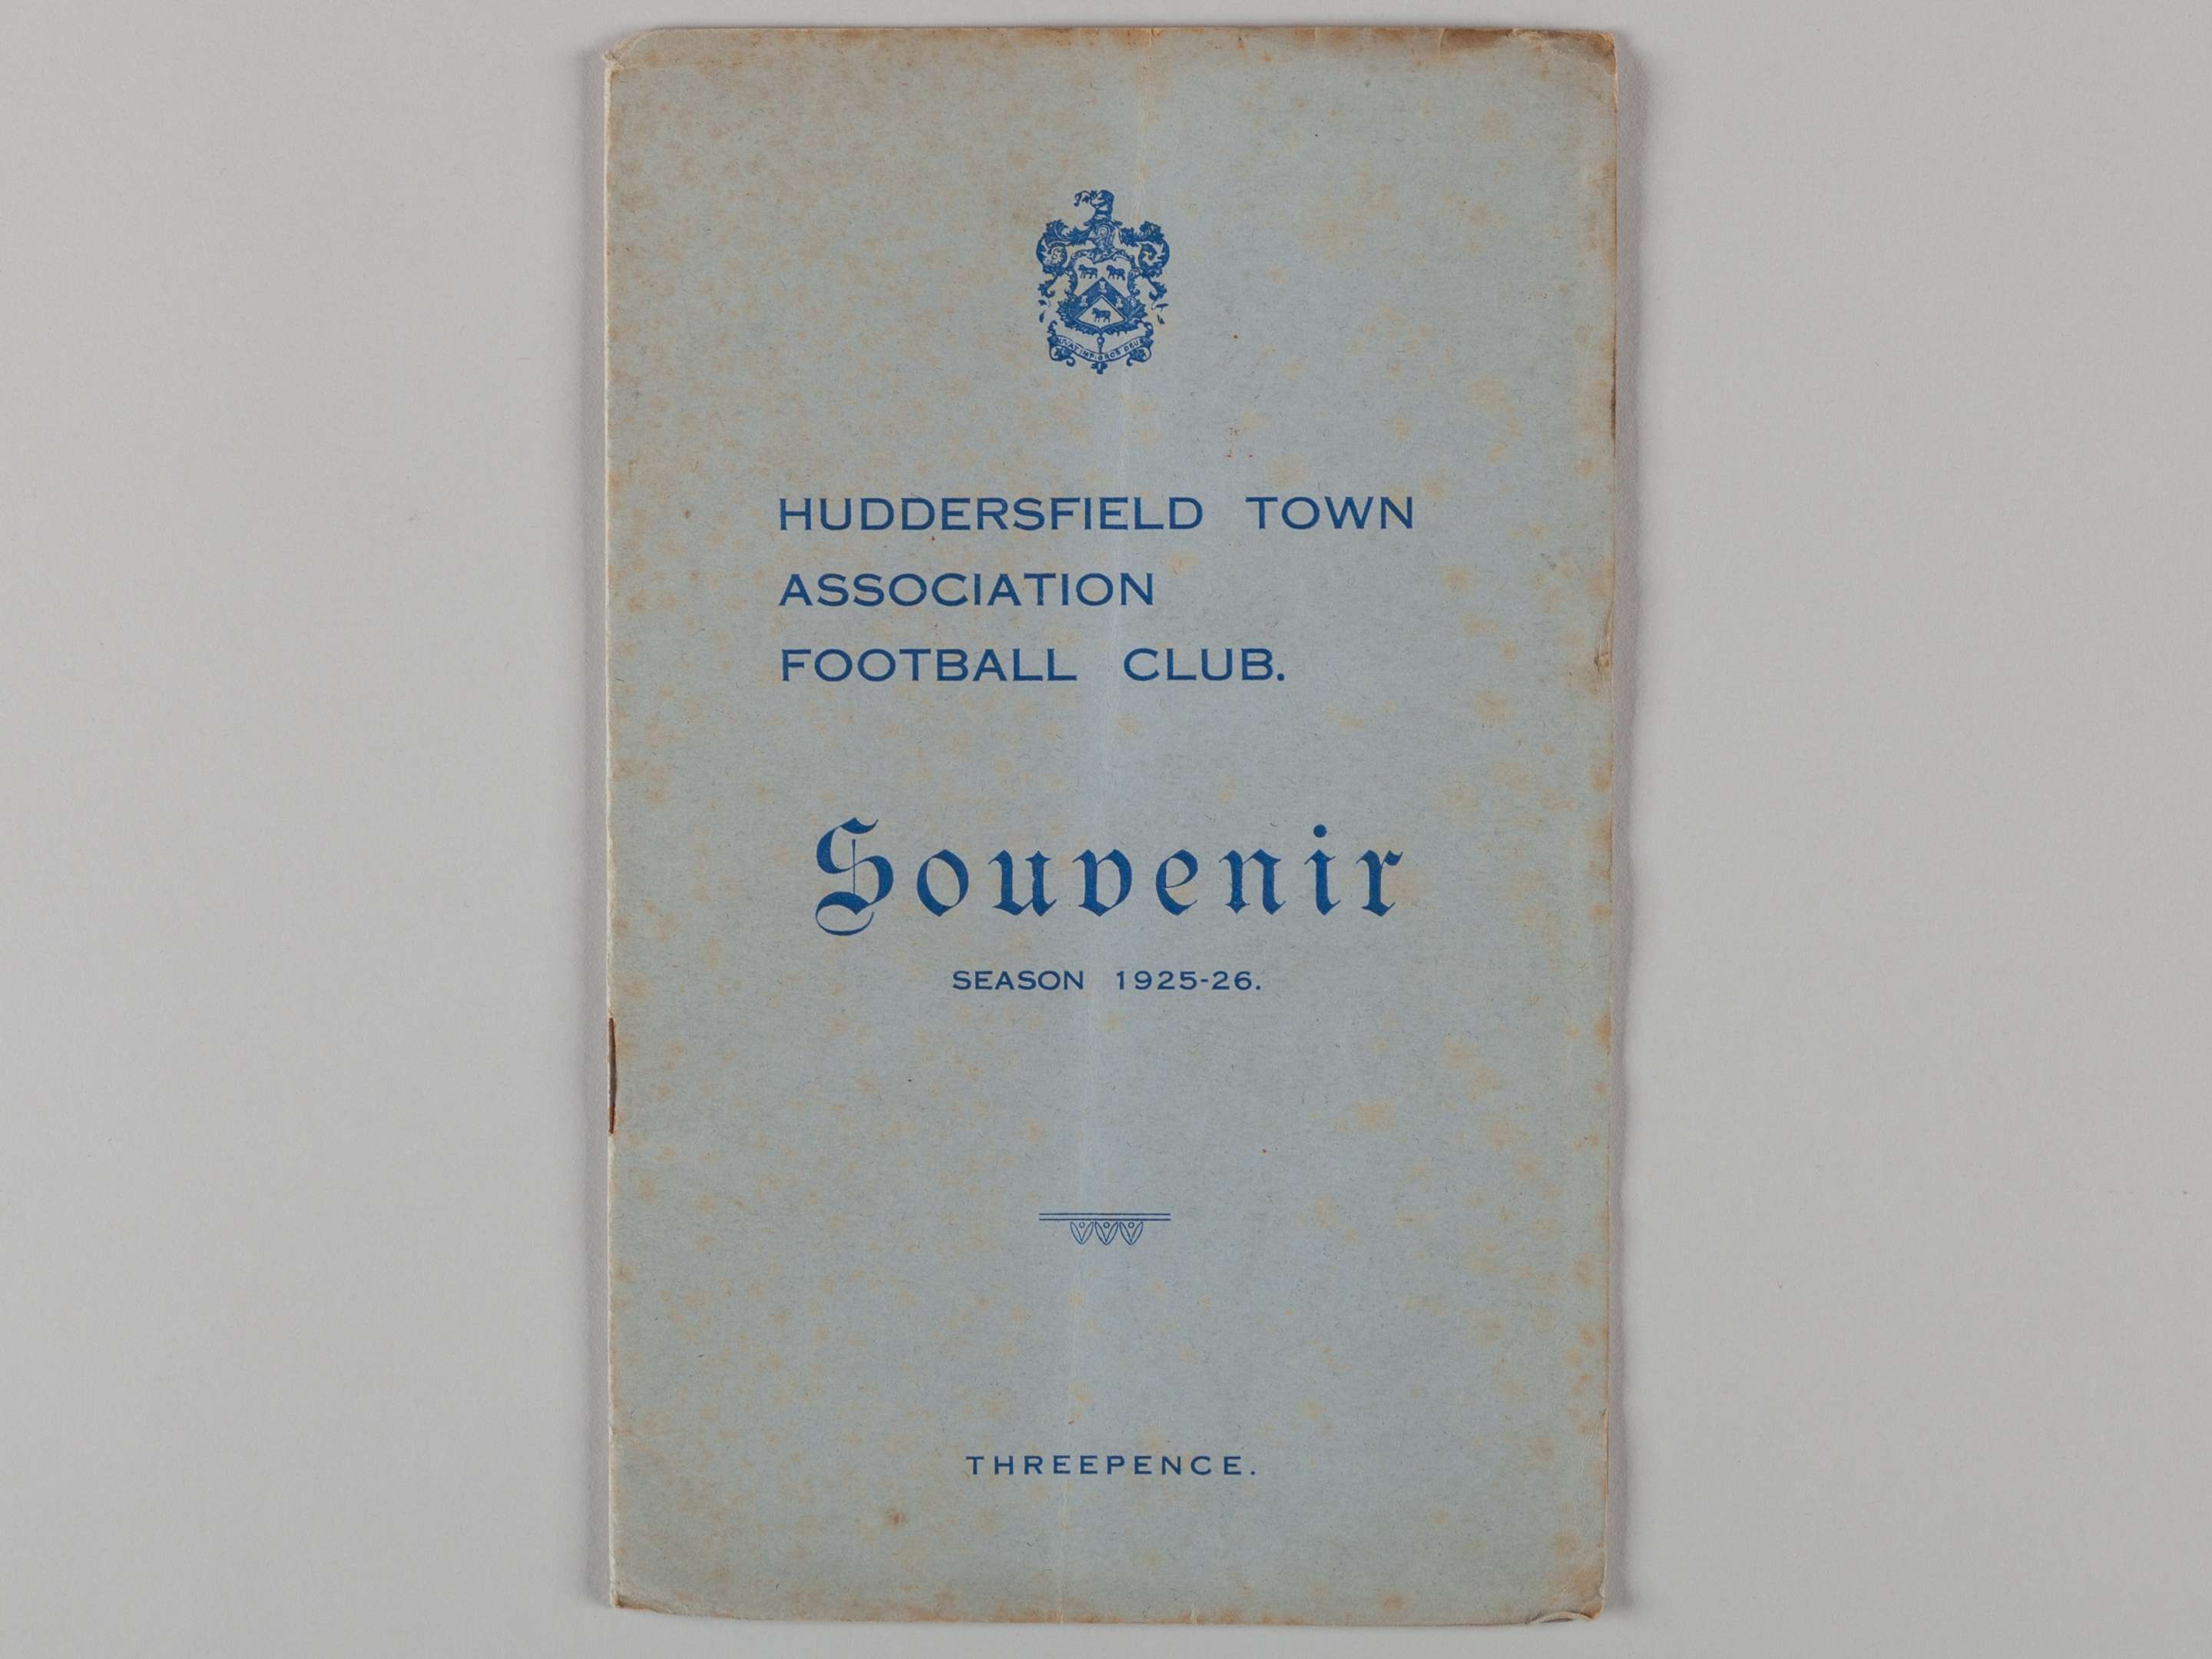 HUDDERSFIELD TOWN
ASSOCIATION
FOOTBALL CLUB.
Souvenir
SEASON 1925-26.
THREEPENCE.